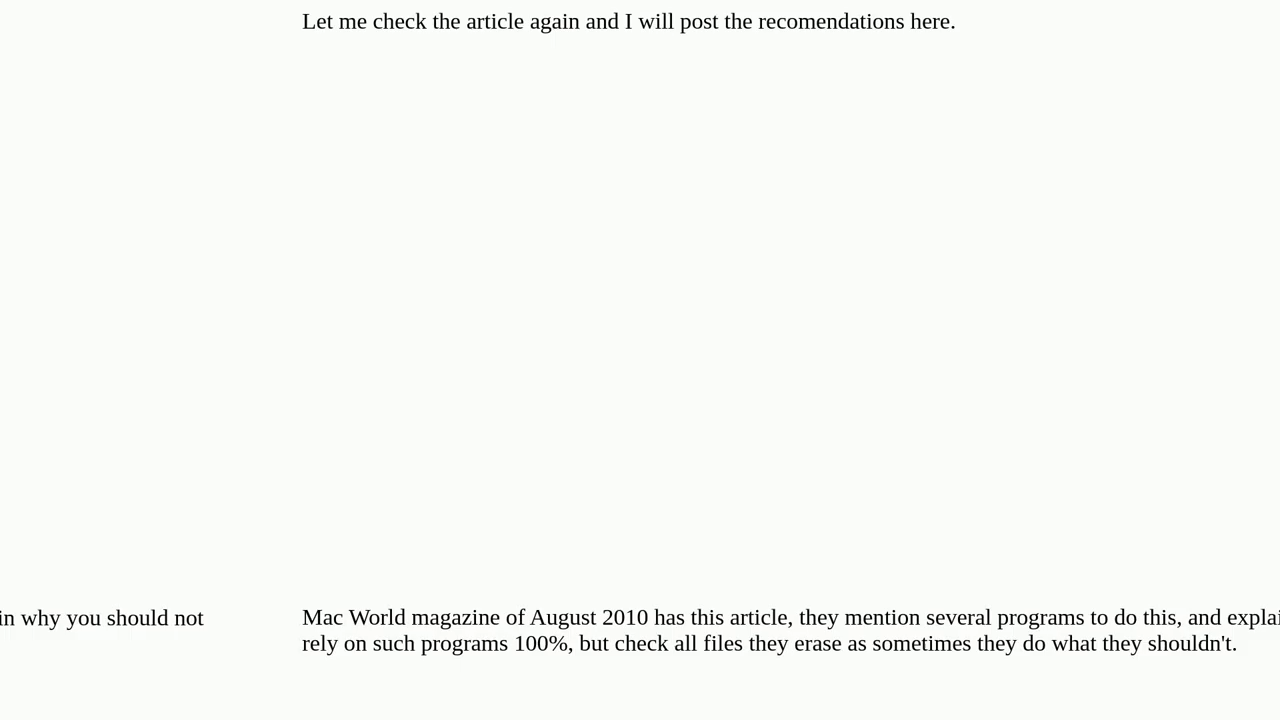 Let me check the article again and I will post the recomendations here.
in why you should not
Mac World magazine of August 2010 has this article, they mention several programs to do this, and explai
rely on such programs 100%, but check all files they erase as sometimes they do what they shouldn't.